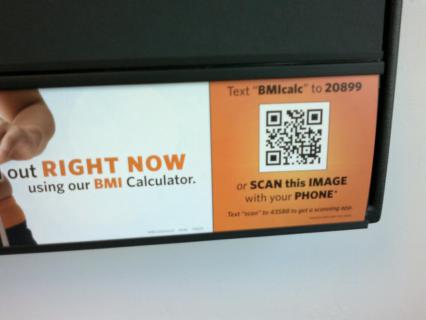 out RIGHT NOW
using our BMI Calculator.
Text "BMIcalc" to 20899
or SCAN this IMAGE
with your PHONE*
Text "scan" to 43588 to get a scanning app.